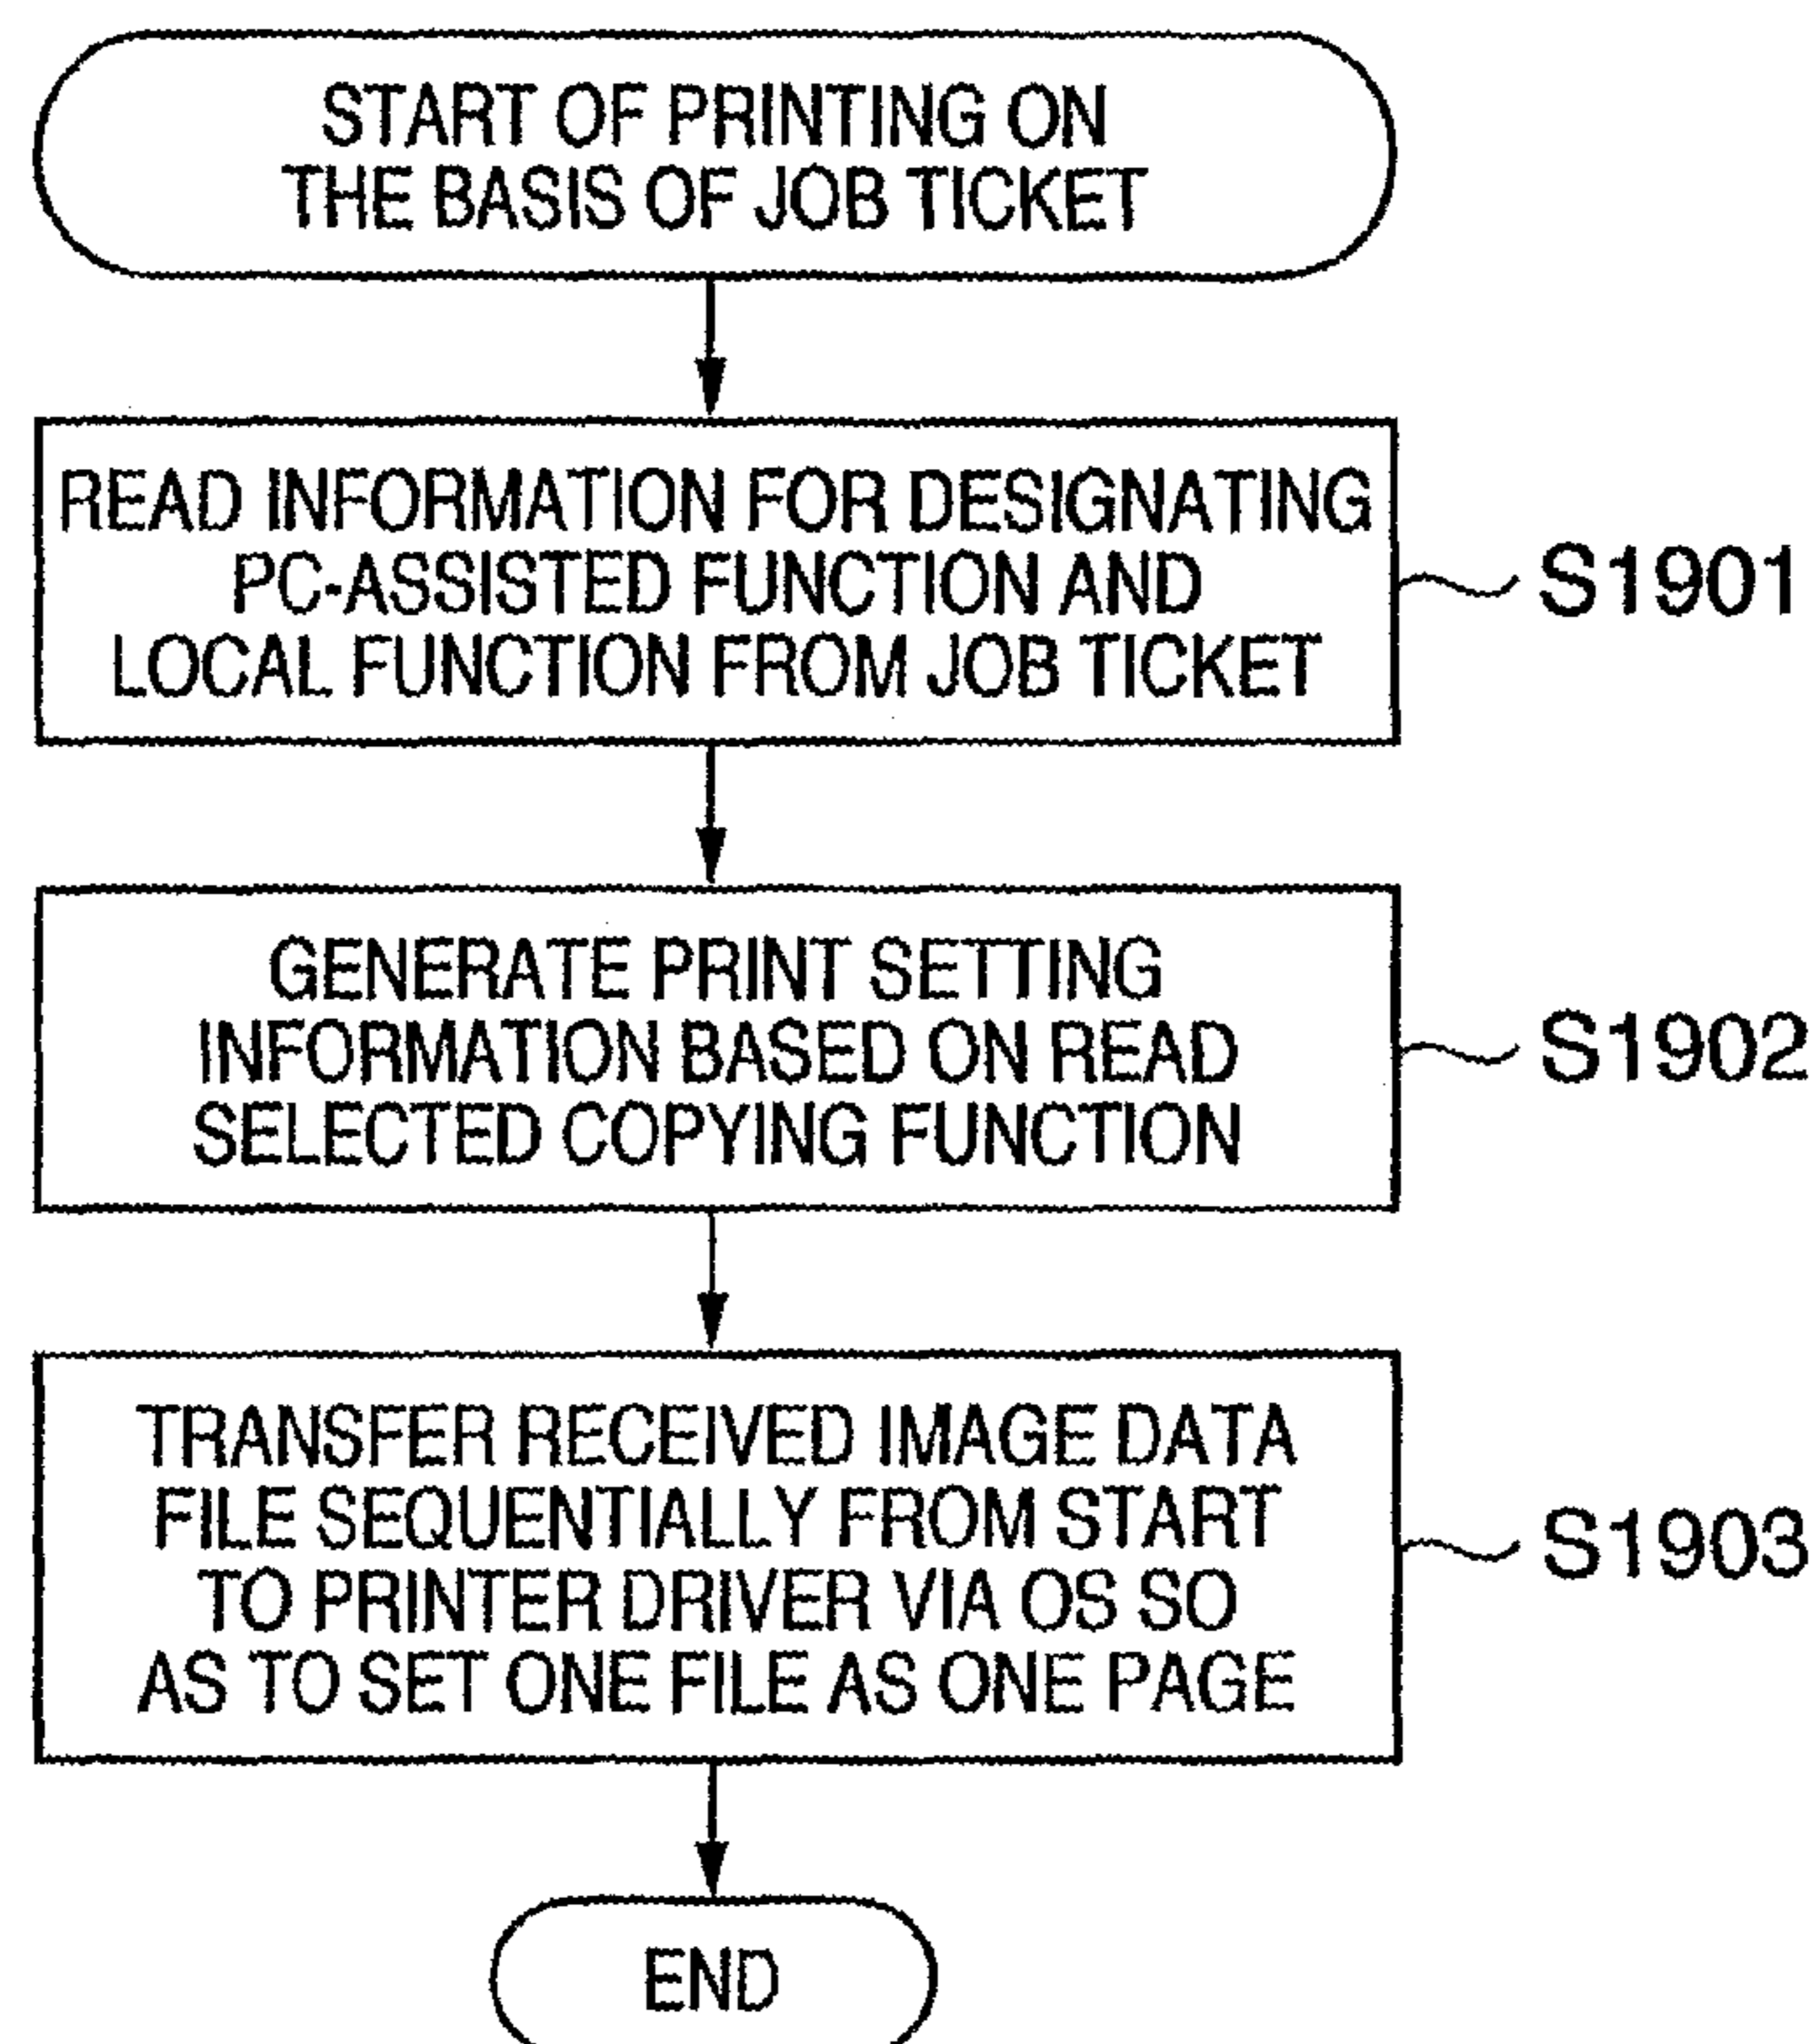 START OF PRINTING ON
THE BASIS OF JOB TICKET
READ INFORMATION FOR DESIGNATING
PC-ASSISTED FUNCTION AND
LOCAL FUNCTION FROM JOB TICKET
S1901
GENERATE PRINT SETTING
INFORMATION BASED ON READ
SELECTED COPYING FUNCTION
S1902
TRANSFER RECEIVED IMAGE DATA
FILE SEQUENTIALLY FROM START
TO PRINTER DRIVER VIA OS SO
AS TO SET ONE FILE AS ONE PAGE
S1903
END